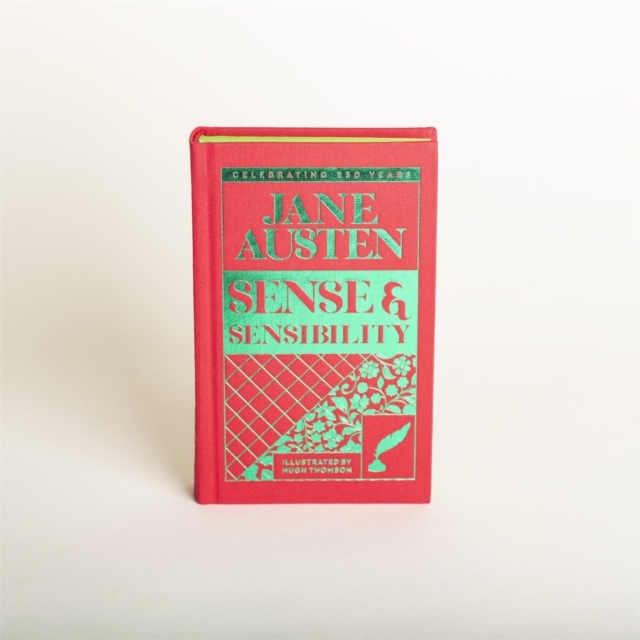 CELEBRATING 250 YEARS
JANE
AUSTEN
SENSE &
SENSIBILITY
ILLUSTRATED BY
HUGH THOMSON